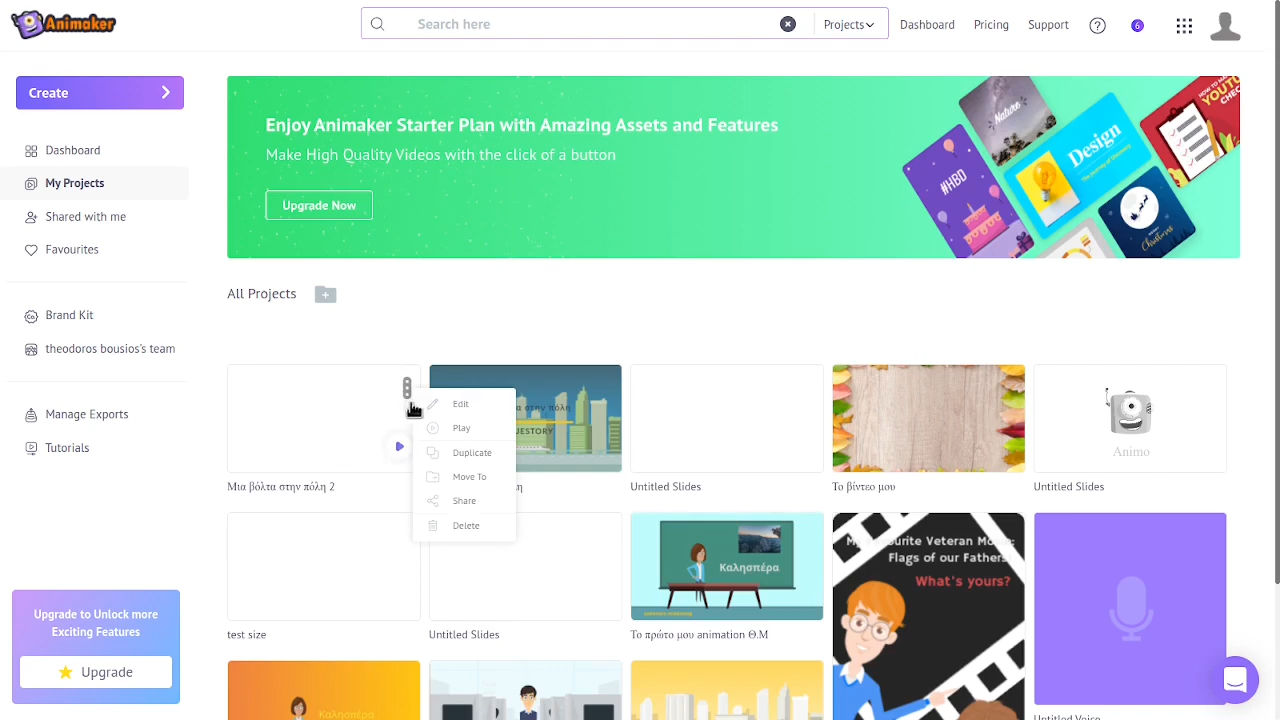 Animaker
Search here
Projects
Dashboard
Pricing
Support
6
Create
Dashboard
My Projects
Shared with me
Favourites
Brand Kit
theodoros bousios's team
Manage Exports
Tutorials
Upgrade to Unlock more
Exciting Features
Upgrade
Enjoy Animaker Starter Plan with Amazing Assets and Features
Make High Quality Videos with the click of a button
Upgrade Now
Nature
#HBD
Design
Christmas
All Projects
Edit
Play
Duplicate
Move To
Share
Delete
στην πόλη
Animo
Μια βόλτα στην πόλη 2
Untitled Slides
Το βίντεο μου
Untitled Slides
Καλησπέρα
Flags of our Fathers!
What's yours?
test size
Untitled Slides
Το πρώτο μου animation Θ.Μ
Καλησπέρα
Untitled Voice